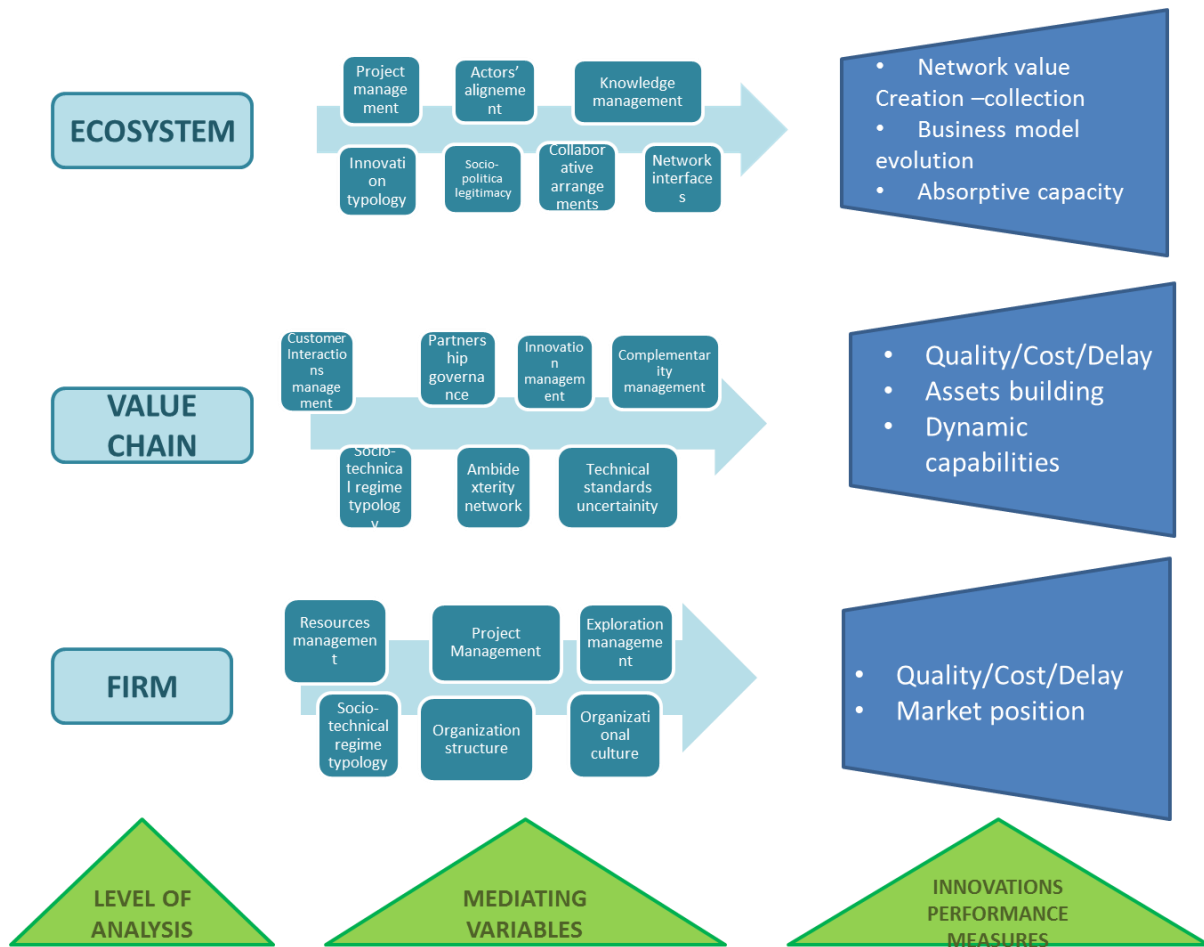 ECOSYSTEM
Project
manage
ment
Actors'
aligneme
nt
Knowledge
management
Innovati
on
typology
Socio-
politica
legitimacy
Collabor
ative
arrange
ments
Network
interface
s
• Network value
Creation –collection
• Business model
evolution
• Absorptive capacity
VALUE
CHAIN
Customer
Interactio
ns
manage
ment
Partners
hip
governa
nce
Innovatio
n
managem
ent
Complementar
ity
management
Socio-
technica
l regime
typolog
y
Ambide
xterity
network
Technical
standards
uncertainity
• Quality/Cost/Delay
• Assets building
• Dynamic
capabilities
FIRM
Resources
managemen
t
Project
Management
Exploration
manageme
nt
Socio-
technical
regime
typology
Organization
structure
Organizati
onal
culture
• Quality/Cost/Delay
• Market position
LEVEL OF
ANALYSIS
MEDIATING
VARIABLES
INNOVATIONS
PERFORMANCE
MEASURES